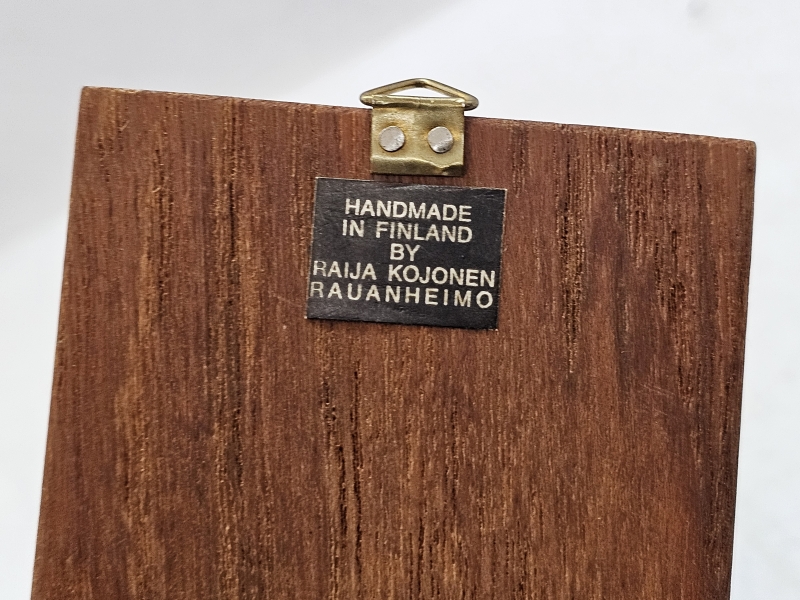 HANDMADE
IN FINLAND
BY
RAIJA KOJONEN
RAUANHEIMO